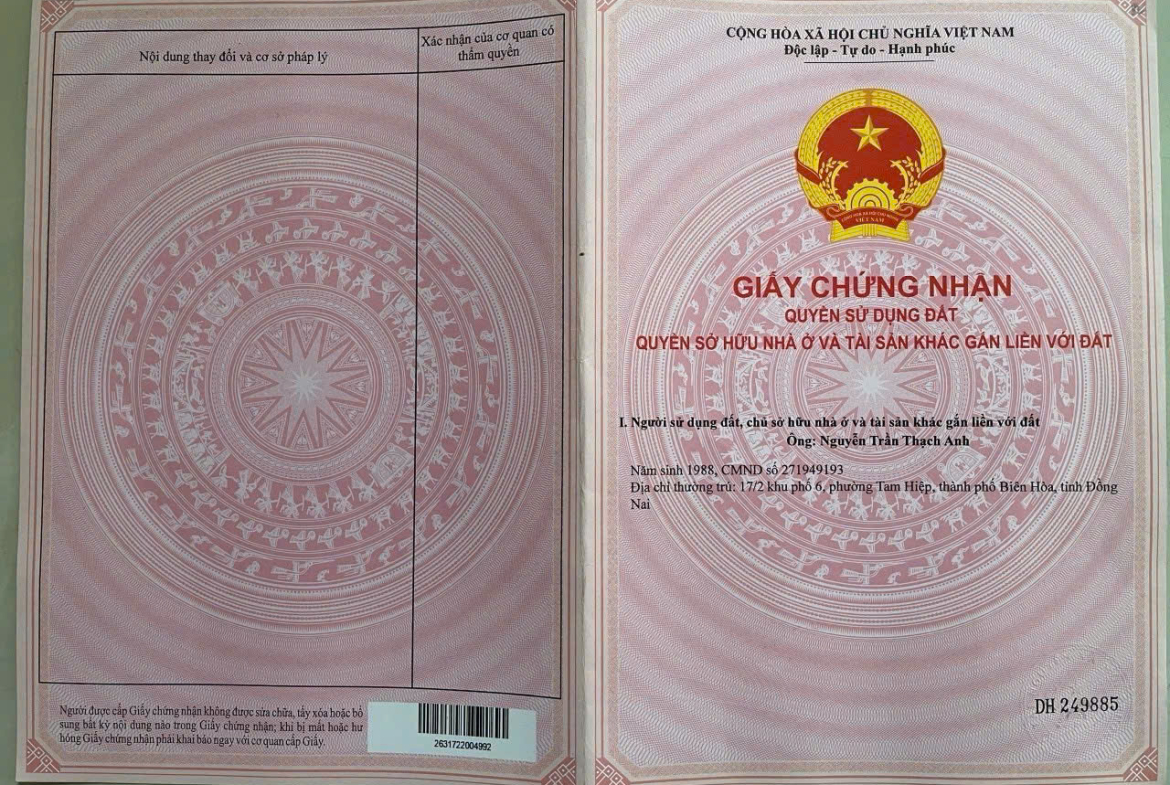 Nội dung thay đổi và cơ sở pháp lý
Xác nhận của cơ quan có
thẩm quyền
Người được cấp Giấy chứng nhận không được sửa chữa, tẩy xóa hoặc bổ
sung bất kỳ nội dung nào trong Giấy chứng nhận; khi bị mất hoặc hư
hỏng Giấy chứng nhận phải khai báo ngay với cơ quan cấp Giấy.
2631722004992
CỘNG HÒA XÃ HỘI CHỦ NGHĨA VIỆT NAM
Độc lập - Tự do - Hạnh phúc
VIỆT NAM
GIẤY CHỨNG NHẬN
QUYỀN SỬ DỤNG ĐẤT
QUYỀN SỞ HỮU NHÀ Ở VÀ TÀI SẢN KHÁC GẮN LIỀN VỚI ĐẤT
I. Người sử dụng đất, chủ sở hữu nhà ở và tài sản khác gắn liền với đất
Ông: Nguyễn Trần Thạch Anh
Năm sinh 1988, CMND số 271949193
Địa chỉ thường trú: 17/2 khu phố 6, phường Tam Hiệp, thành phố Biên Hòa, tỉnh Đồng
Nai
DH 249885